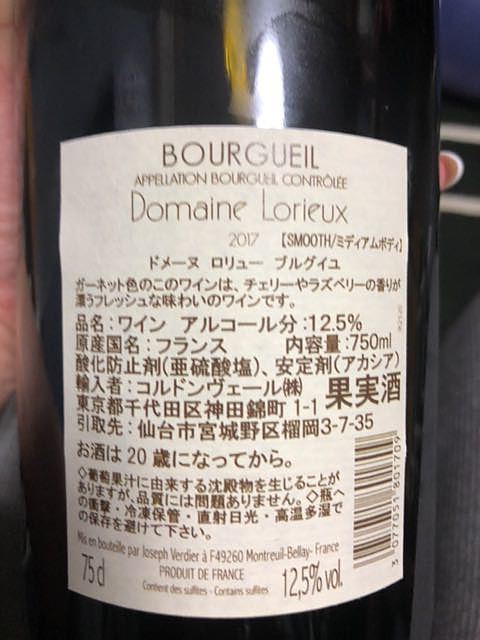 BOURGUEIL
APPELLATION BOURGUEIL CONTRÔLÉE
Domaine Lorieux
2017 【SMOOTH/ミディアムボディ】
ドメーヌ ロリュー ブルグイユ
ガーネット色のこのワインは、チェリーやラズベリーの香りが
漂うフレッシュな味わいのワインです。
品名:ワイン アルコール分:12.5%
原産国名:フランス 内容量:750ml
酸化防止剤(亜硫酸塩)、安定剤(アカシア)
輸入者:コルドンヴェール㈱ 果実酒
東京都千代田区神田錦町 1-1
引取先:仙台市宮城野区榴岡3-7-35
お酒は 20 歳になってから。
◇葡萄果汁に由来する沈殿物を生じることが
ありますが、品質には問題ありません。◇瓶へ
の衝撃・冷凍保管・直射日光・高温多湿で
の保存を避けて下さい。
3 077051 801709
Mis en bouteille par Joseph Verdier à F49260 Montreuil-Bellay- France
75cl PRODUIT DE FRANCE 12,5% vol.
Contient des sulfites - Contains sulfites